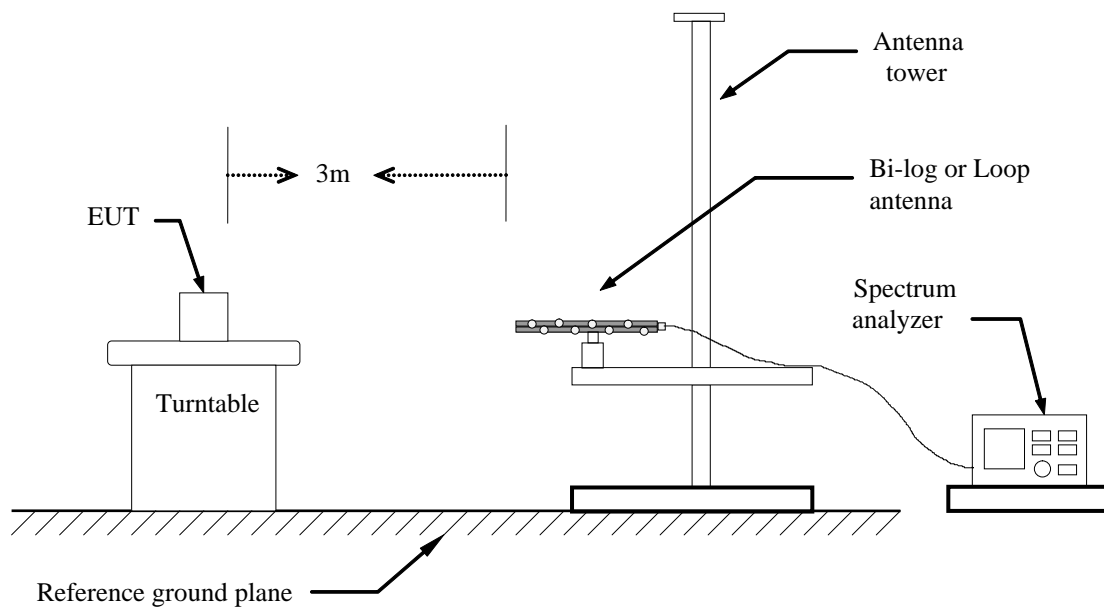 Antenna
tower
3m
Bi-log or Loop
antenna
EUT
Spectrum
analyzer
Turntable
Reference ground plane